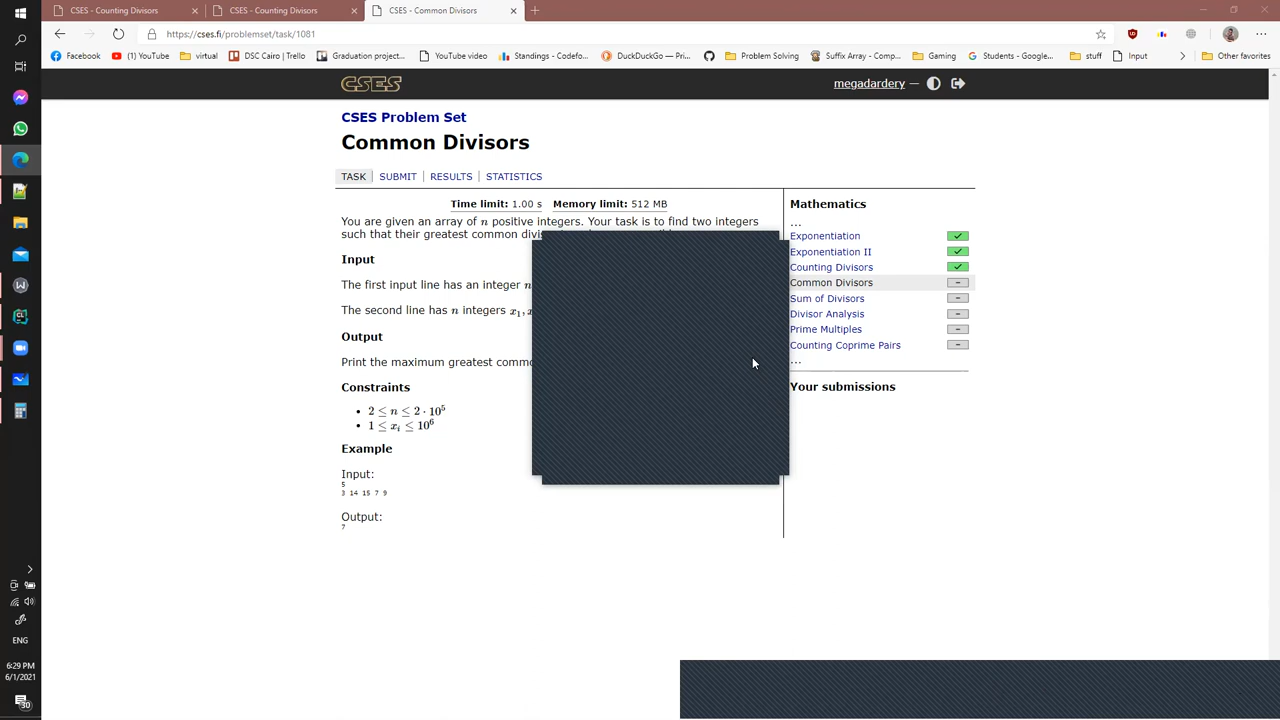 CSES - Counting Divisors
CSES - Counting Divisors
CSES - Common Divisors
https://cses.fi/problemset/task/1081
Facebook
(1) YouTube
virtual
DSC Cairo | Trello
Graduation project...
YouTube video
Standings - Codefo...
DuckDuckGo — Pri...
Problem Solving
Suffix Array - Comp...
Gaming
Students - Google...
stuff
Input
Other favorites
CSES
megadardery —
CSES Problem Set
Common Divisors
TASK | SUBMIT | RESULTS | STATISTICS
Time limit: 1.00 s Memory limit: 512 MB
You are given an array of n positive integers. Your task is to find two integers
such that their greatest common
Input
The first input line has an integer n
The second line has n integers x₁,
Output
Print the maximum greatest
Constraints
• 2 ≤ n ≤ 2 · 10⁵
• 1 ≤ xᵢ ≤ 10⁶
Example
Input:
5
3 14 15 7 9
Output:
7
Mathematics
...
Exponentiation
Exponentiation II
Counting Divisors
Common Divisors
Sum of Divisors
Divisor Analysis
Prime Multiples
Counting Coprime Pairs
...
Your submissions
ENG
6:29 PM
6/1/2021
30